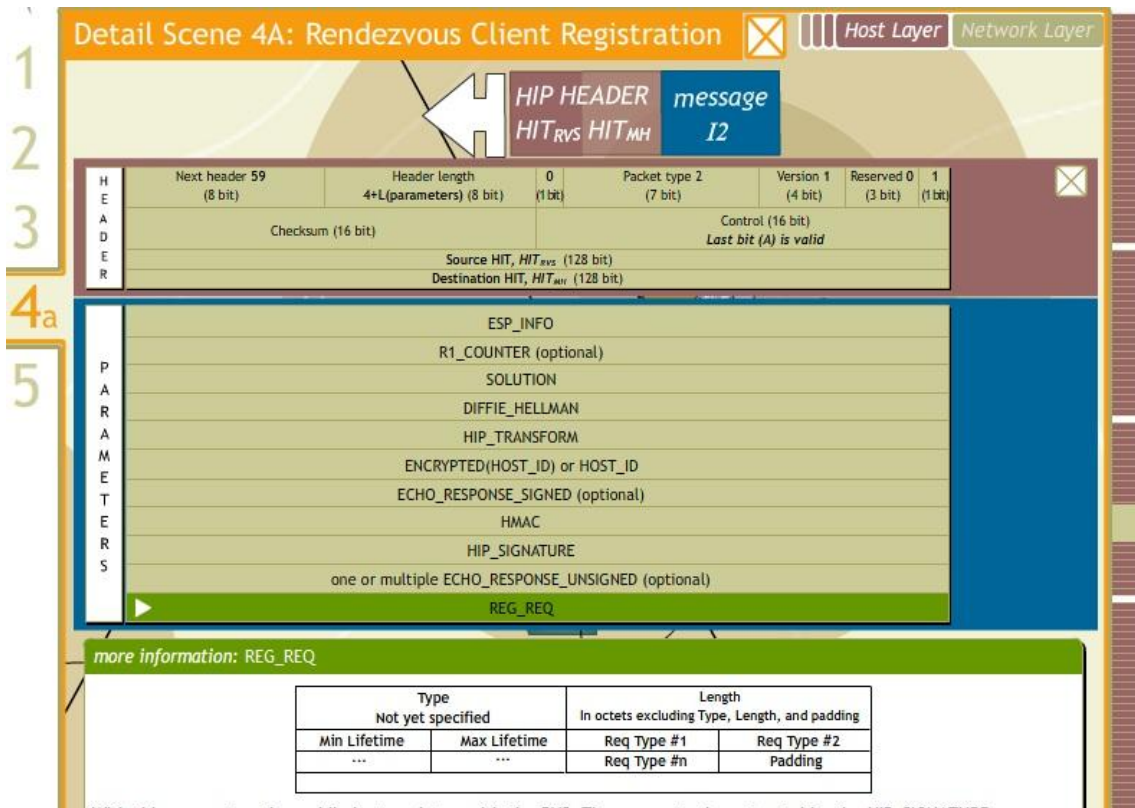 Detail Scene 4A: Rendezvous Client Registration
Host Layer
Network Layer
1
2
3
4a
5
HIP HEADER
HITRVS HITMH
message
I2
HEADER
Next header 59
(8 bit)
Header length
4+L(parameters) (8 bit)
0
(1 bit)
Packet type 2
(7 bit)
Version 1
(4 bit)
Reserved 0
(3 bit)
1
(1 bit)
Checksum (16 bit)
Control (16 bit)
Last bit (A) is valid
Source HIT, HITRVS (128 bit)
Destination HIT, HITMH (128 bit)
PARAMETERS
ESP_INFO
R1_COUNTER (optional)
SOLUTION
DIFFIE_HELLMAN
HIP_TRANSFORM
ENCRYPTED(HOST_ID) or HOST_ID
ECHO_RESPONSE_SIGNED (optional)
HMAC
HIP_SIGNATURE
one or multiple ECHO_RESPONSE_UNSIGNED (optional)
REG_REQ
more information: REG_REQ
Type
Not yet specified
Length
In octets excluding Type, Length, and padding
Min Lifetime
Max Lifetime
Req Type #1
Req Type #2
...
...
Req Type #n
Padding